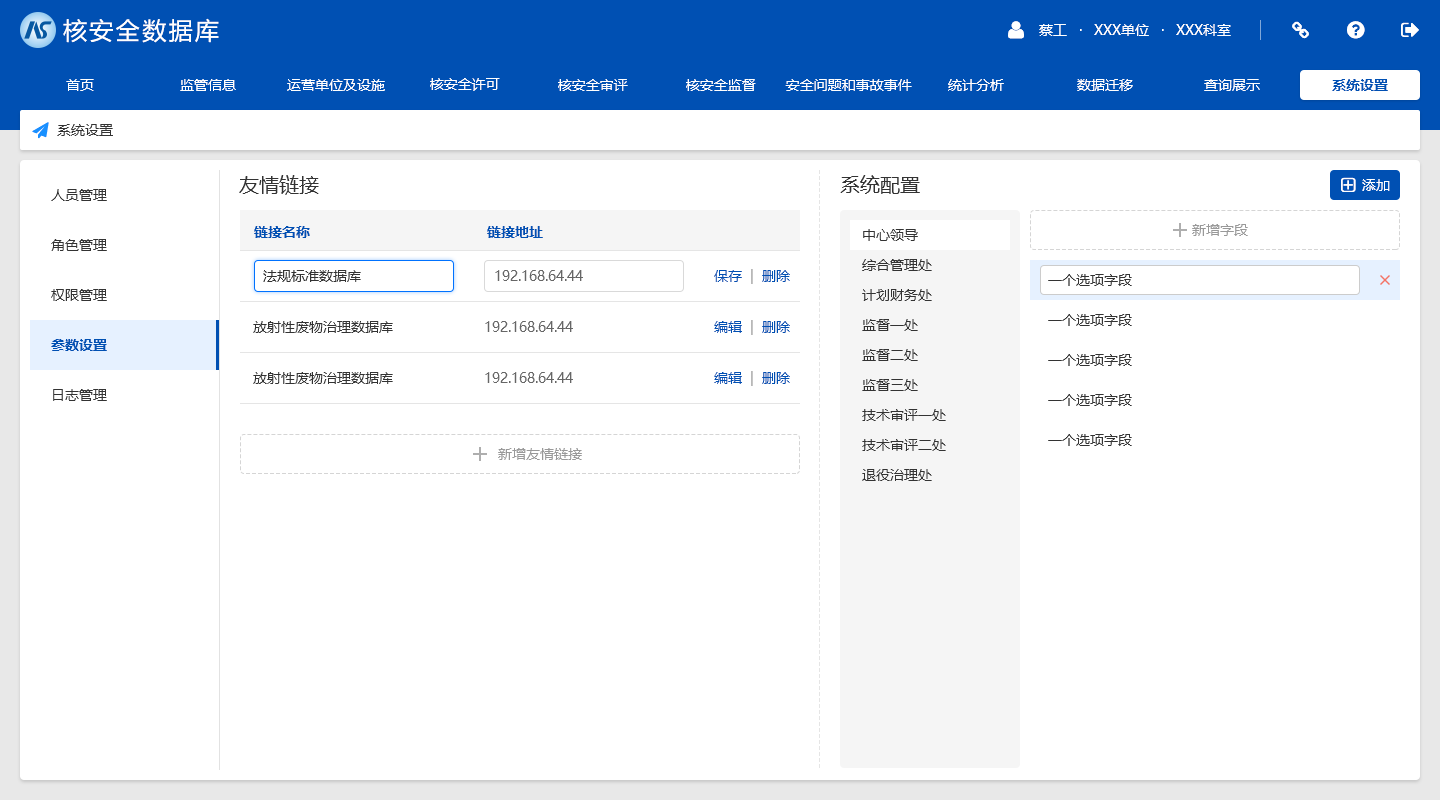 核安全数据库
蔡工 · XXX单位 · XXX科室
首页 监管信息 运营单位及设施 核安全许可 核安全审评 核安全监督 安全问题和事故事件 统计分析 数据迁移 查询展示 系统设置
系统设置
人员管理
角色管理
权限管理
参数设置
日志管理
友情链接
链接名称 链接地址
法规标准数据库 192.168.64.44 保存 | 删除
放射性废物治理数据库 192.168.64.44 编辑 | 删除
放射性废物治理数据库 192.168.64.44 编辑 | 删除
新增友情链接
系统配置
添加
中心领导
综合管理处
计划财务处
监督一处
监督二处
监督三处
技术审评一处
技术审评二处
退役治理处
新增字段
一个选项字段
一个选项字段
一个选项字段
一个选项字段
一个选项字段